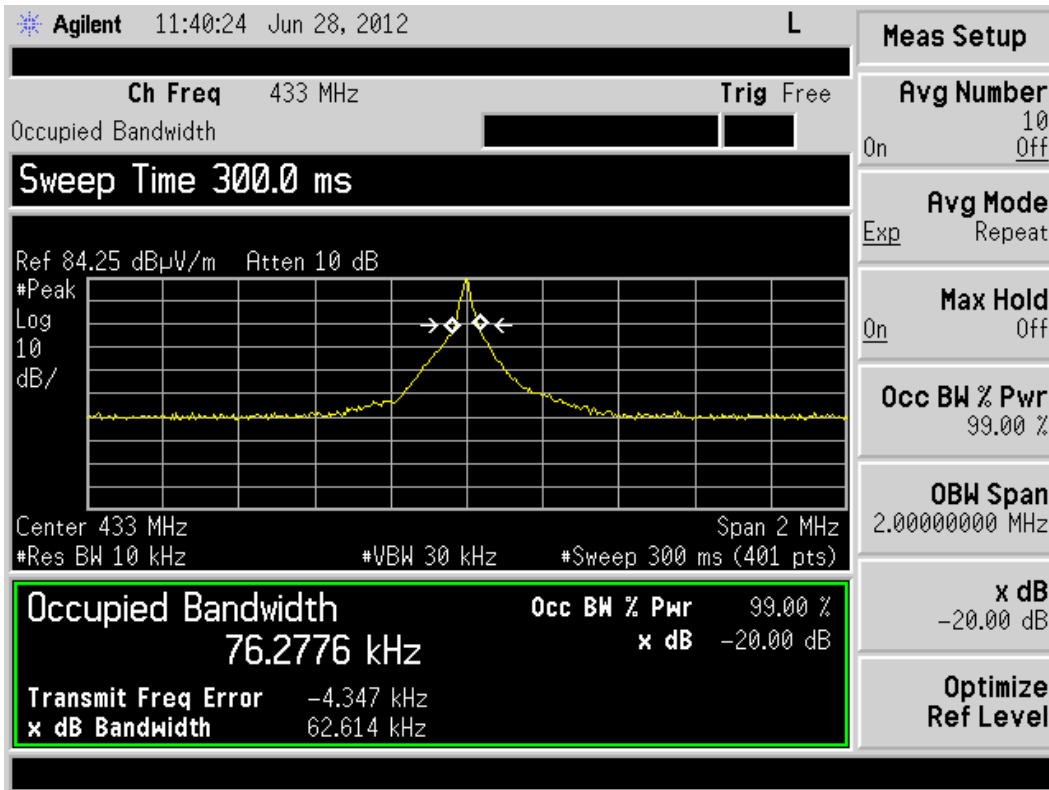 Agilent 11:40:24 Jun 28, 2012 L
Ch Freq 433 MHz Trig Free
Occupied Bandwidth
Sweep Time 300.0 ms
Ref 84.25 dBµV/m Atten 10 dB
#Peak
Log
10
dB/
Center 433 MHz Span 2 MHz
#Res BW 10 kHz #VBW 30 kHz #Sweep 300 ms (401 pts)
Occupied Bandwidth Occ BW % Pwr 99.00 %
76.2776 kHz x dB -20.00 dB
Transmit Freq Error -4.347 kHz
x dB Bandwidth 62.614 kHz
Meas Setup
Avg Number
10
On Off
Avg Mode
Exp Repeat
Max Hold
On Off
Occ BW % Pwr
99.00 %
OBW Span
2.00000000 MHz
x dB
-20.00 dB
Optimize
Ref Level